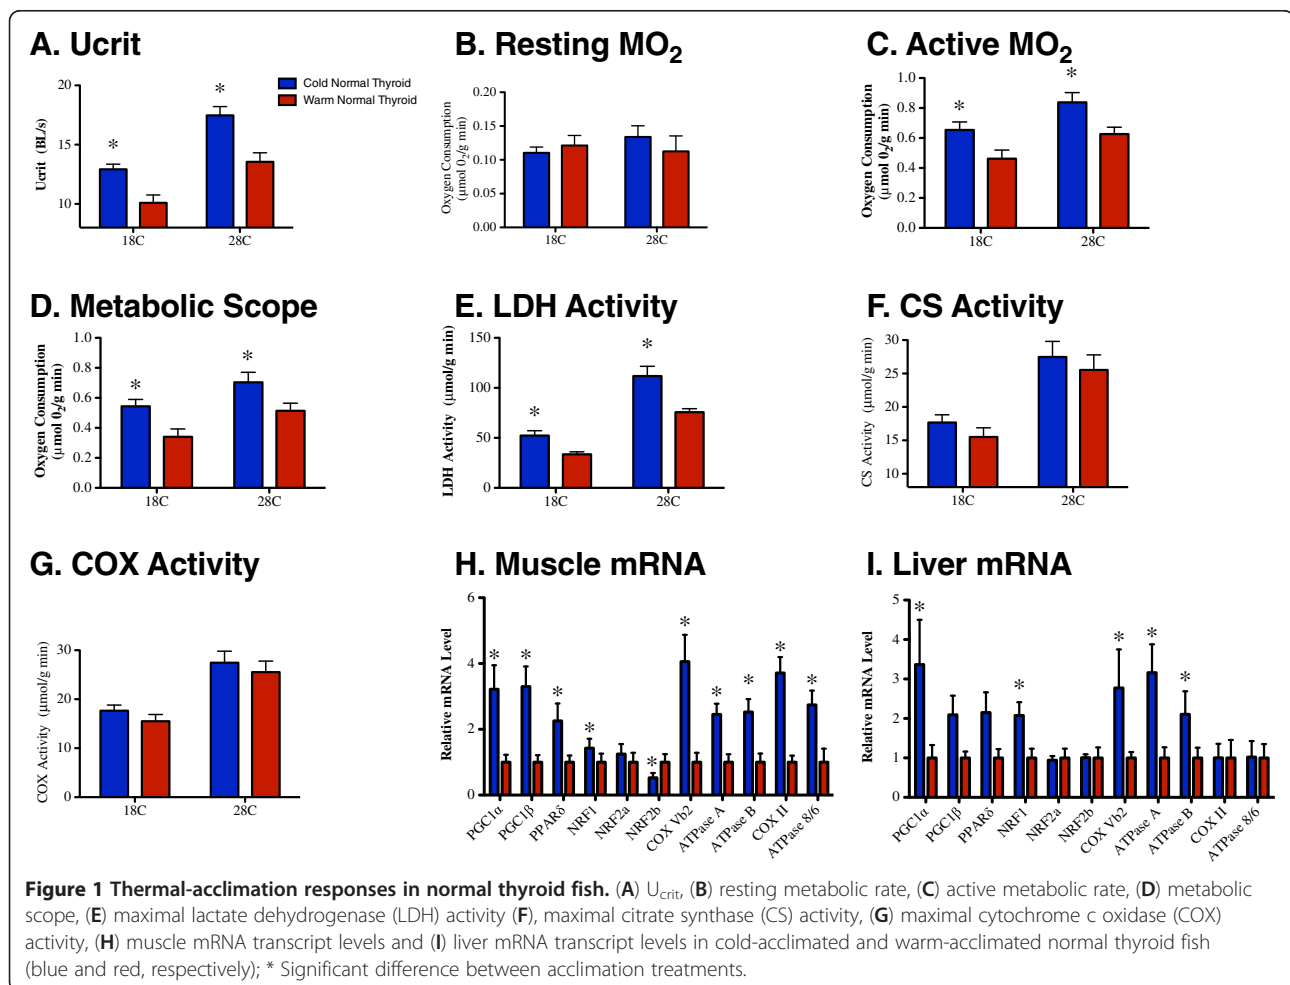 A. Ucrit
B. Resting MO2
C. Active MO2
Cold Normal Thyroid
Warm Normal Thyroid
Ucrit (BL/s)
20
15
10
18C
28C
*
*
Oxygen Consumption
(µmol 02/g min)
0.20
0.15
0.10
0.05
0.00
18C
28C
Oxygen Consumption
(µmol 02/g min)
1.0
0.8
0.6
0.4
0.2
0.0
18C
28C
*
*
D. Metabolic Scope
E. LDH Activity
F. CS Activity
Oxygen Consumption
(µmol 02/g min)
1.0
0.8
0.6
0.4
0.2
0.0
18C
28C
*
*
LDH Activity (µmol/g min)
150
100
50
0
18C
28C
*
*
CS Activity (µmol/g min)
30
25
20
15
10
18C
28C
G. COX Activity
H. Muscle mRNA
I. Liver mRNA
COX Activity (µmol/g min)
30
20
10
0
18C
28C
Relative mRNA Level
6
4
2
0
* * * * * * * * * *
PGC1α
PGC1β
PPARδ
NRF1
NRF2a
NRF2b
COX Vb2
ATPase A
ATPase B
COX II
ATPase 8/6
Relative mRNA Level
5
4
3
2
1
0
* * * * *
PGC1α
PGC1β
PPARδ
NRF1
NRF2a
NRF2b
COX Vb2
ATPase A
ATPase B
COX II
ATPase 8/6
Figure 1 Thermal-acclimation responses in normal thyroid fish. (A) Ucrit, (B) resting metabolic rate, (C) active metabolic rate, (D) metabolic
scope, (E) maximal lactate dehydrogenase (LDH) activity (F), maximal citrate synthase (CS) activity, (G) maximal cytochrome c oxidase (COX)
activity, (H) muscle mRNA transcript levels and (I) liver mRNA transcript levels in cold-acclimated and warm-acclimated normal thyroid fish
(blue and red, respectively); * Significant difference between acclimation treatments.